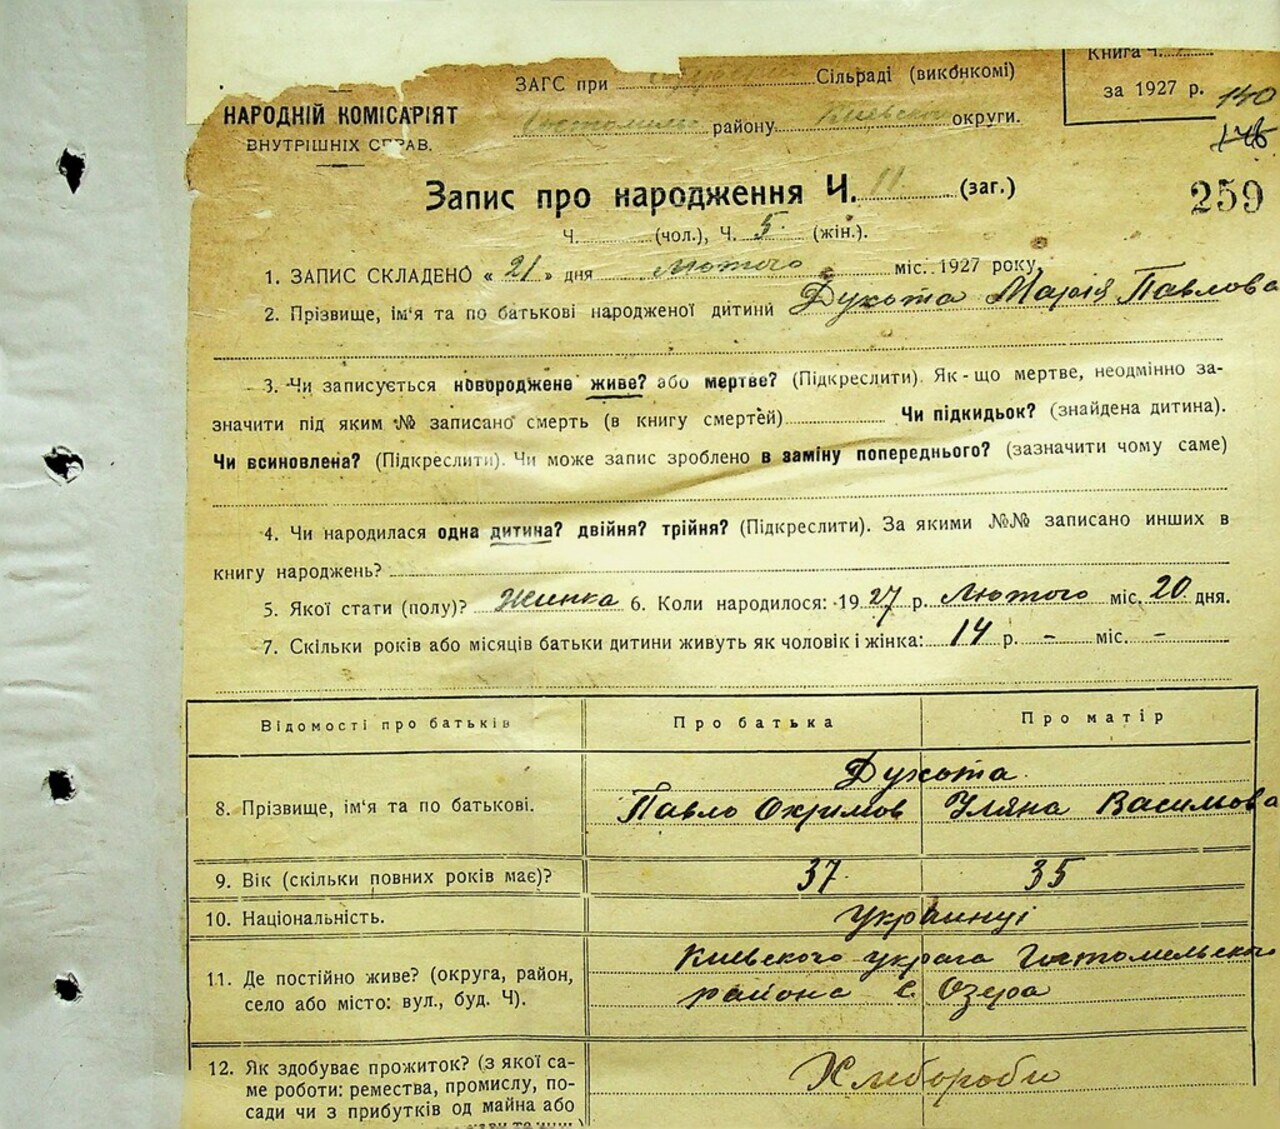 Книга Ч.
ЗАГС при Сільраді (виконкомі)
за 1927 р.
140
НАРОДНІЙ КОМІСАРІЯТ
району Киевской округи.
146
ВНУТРІШНІХ СПРАВ.
Запис про народження Ч. 11 (заг.)
259
Ч. (чол.), Ч. 5 (жін.).
1. ЗАПИС СКЛАДЕНО « 21 » дня Лютого міс. 1927 року.
2. Прізвище, ім'я та по батькові народженої дитини Духота Марія Павлова
3. Чи записується новороджене живе? або мертве? (Підкреслити). Як-що мертве, неодмінно за-
значити під яким № записано смерть (в книгу смертей) Чи підкидьок? (знайдена дитина).
Чи всиновлена? (Підкреслити). Чи може запис зроблено в заміну попереднього? (зазначити чому саме)
4. Чи народилася одна дитина? двійня? трійня? (Підкреслити). За якими №№ записано инших в
книгу народжень?
5. Якої стати (полу)? Жинка 6. Коли народилося: 1927 р. Лютого міс. 20 дня.
7. Скільки років або місяців батьки дитини живуть як чоловік і жінка: 14 р. – міс. –
Відомості про батьків Про батька Про матір
Духота
8. Прізвище, ім'я та по батькові. Павло Охримов Уляна Васимова
9. Вік (скільки повних років має)? 37 35
10. Національність. Украинці
11. Де постійно живе? (округа, район, Киевского украга Гостомельского
село або місто: вул., буд. Ч). района с. Озера
12. Як здобуває прожиток? (з якої са- Хлибороби
ме роботи: ремества, промислу, по-
сади чи з прибутків од майна або